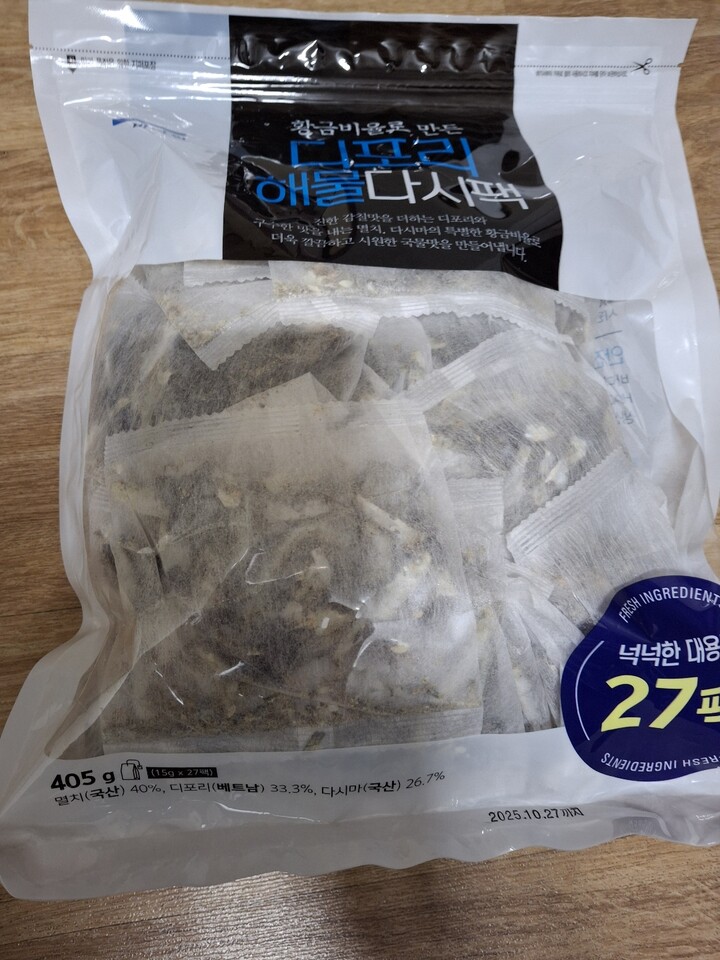 황금비율로 만든
디포리
해물다시팩
진한 감칠맛을 더하는 디포리와
구수한 맛을 내는 멸치, 다시마의 특별한 황금비율로
더욱 깔끔하고 시원한 국물맛을 만들어냅니다.
FRESH INGREDIENTS
넉넉한 대용
27팩
FRESH INGREDIENTS
405 g (15g x 27팩)
멸치(국산) 40%, 디포리(베트남) 33.3%, 다시마(국산) 26.7%
2025.10.27까지